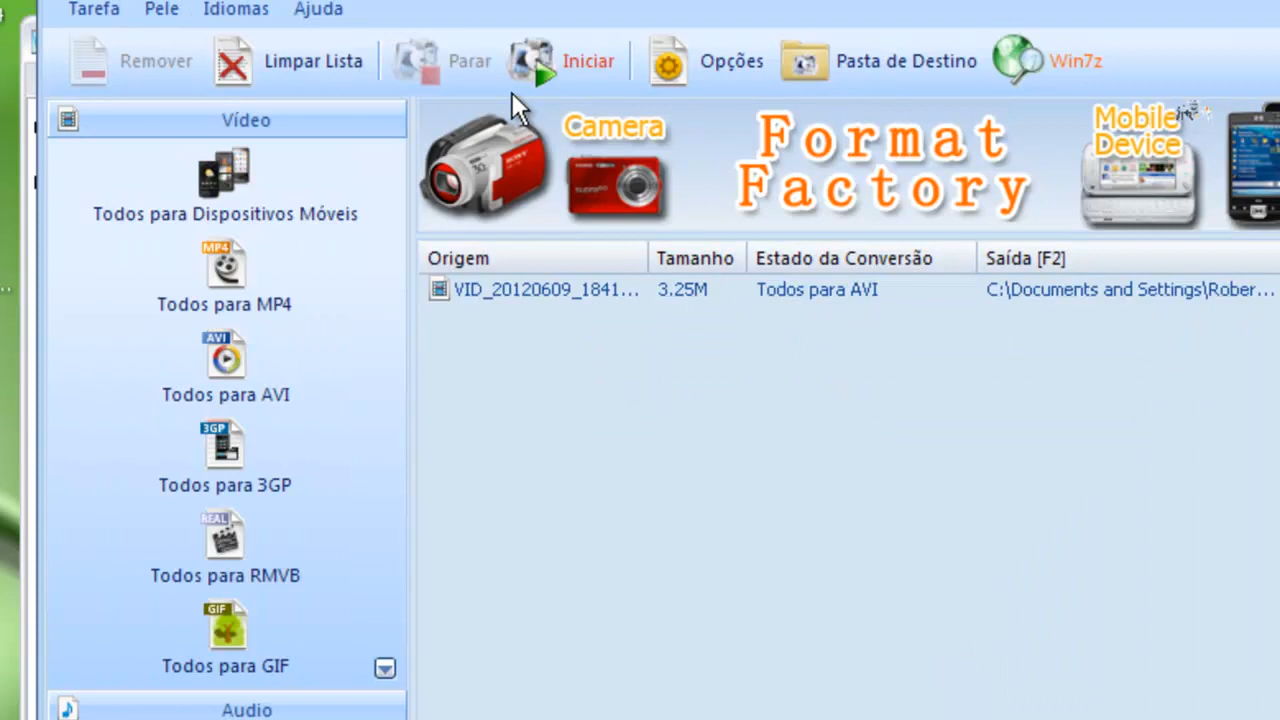 Tarefa Pele Idiomas Ajuda
Remover Limpar Lista Parar Iniciar Opções Pasta de Destino Win7z
Vídeo
Todos para Dispositivos Móveis
MP4
Todos para MP4
AVI
Todos para AVI
3GP
Todos para 3GP
REAL
Todos para RMVB
GIF
Todos para GIF
Audio
Camera
Format
Factory
Mobile
Device
SONY
Origem Tamanho Estado da Conversão Saída [F2]
VID_20120609_1841... 3.25M Todos para AVI C:\Documents and Settings\Rober...